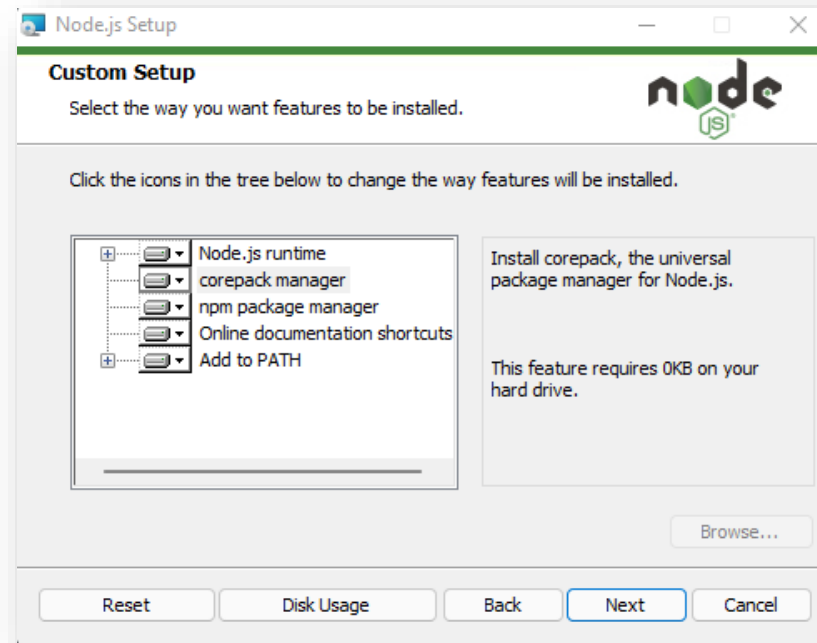 Node.js Setup
Custom Setup
Select the way you want features to be installed.
node
JS
Click the icons in the tree below to change the way features will be installed.
Node.js runtime
corepack manager
npm package manager
Online documentation shortcuts
Add to PATH
Install corepack, the universal
package manager for Node.js.
This feature requires 0KB on your
hard drive.
Browse...
Reset
Disk Usage
Back
Next
Cancel